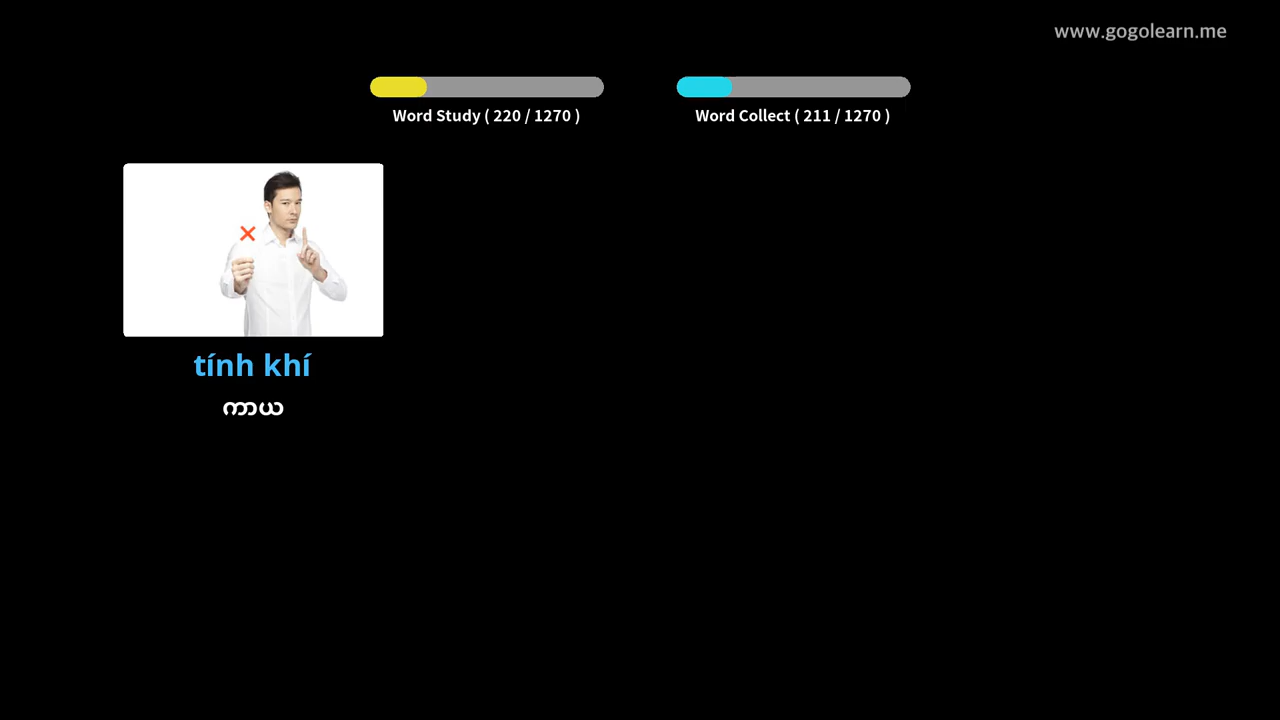 www.gogolearn.me
Word Study ( 220 / 1270 )
Word Collect ( 211 / 1270 )
tính khí
ကာယ